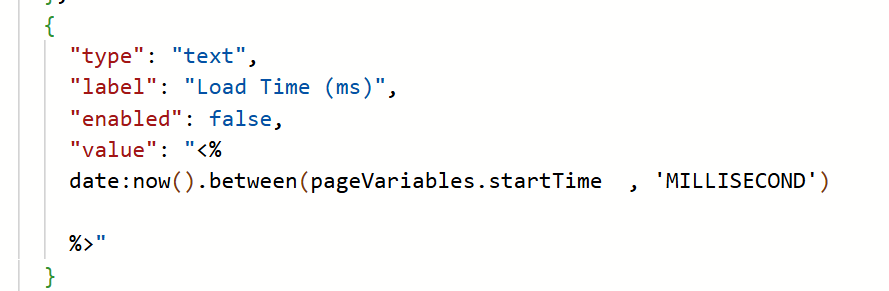 },
{
"type": "text",
"label": "Load Time (ms)",
"enabled": false,
"value": "<%
date:now().between(pageVariables.startTime  , 'MILLISECOND')
%>"
}